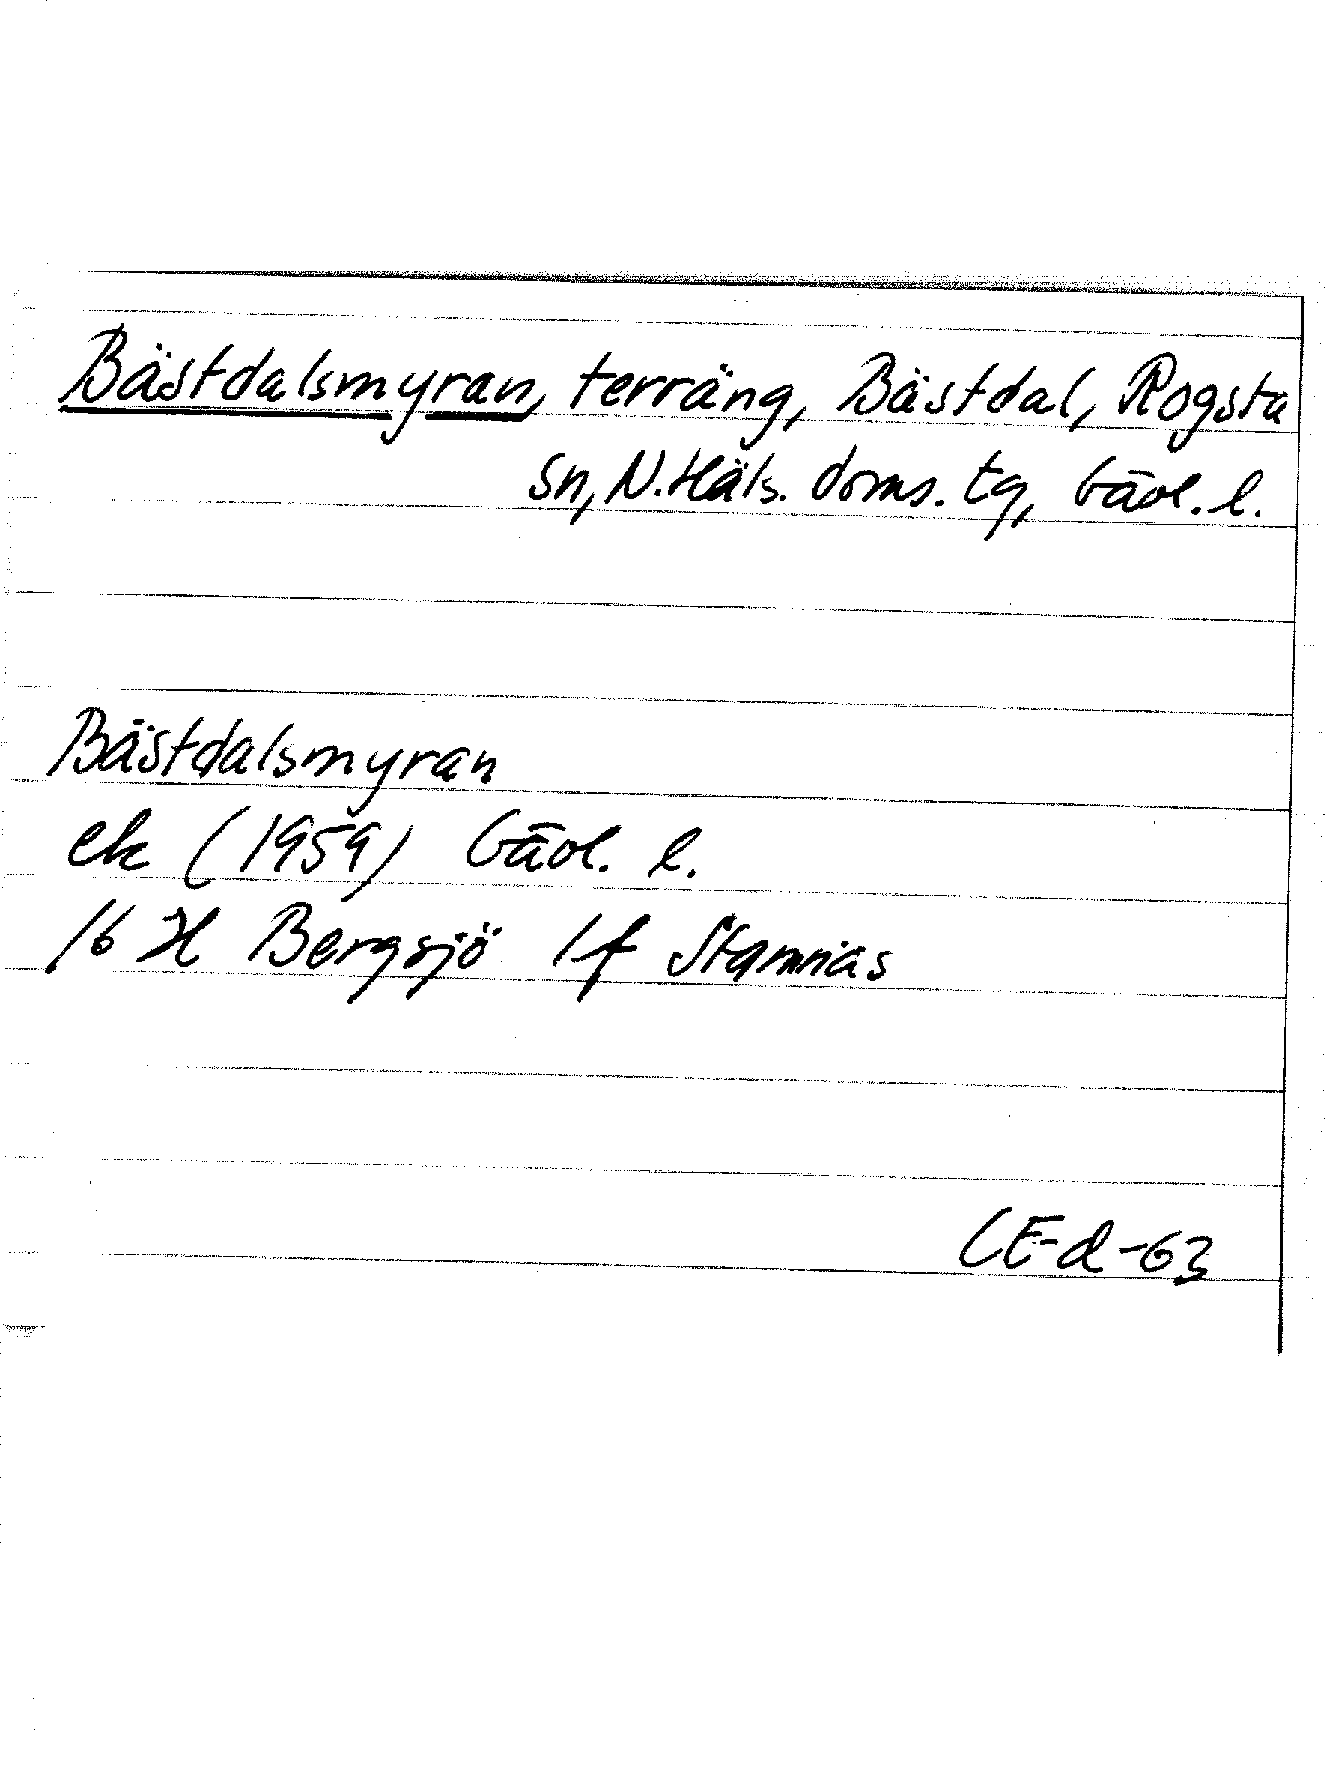 Bästdalsmyran, terräng, Bästdal, Rogsta
sn, N. Häls. doms. tg, Gävl. l.
Bästdalsmyran
ek (1959) Gävl. l.
16 H Bergsjö 1f Stamnäs
CE-d-63